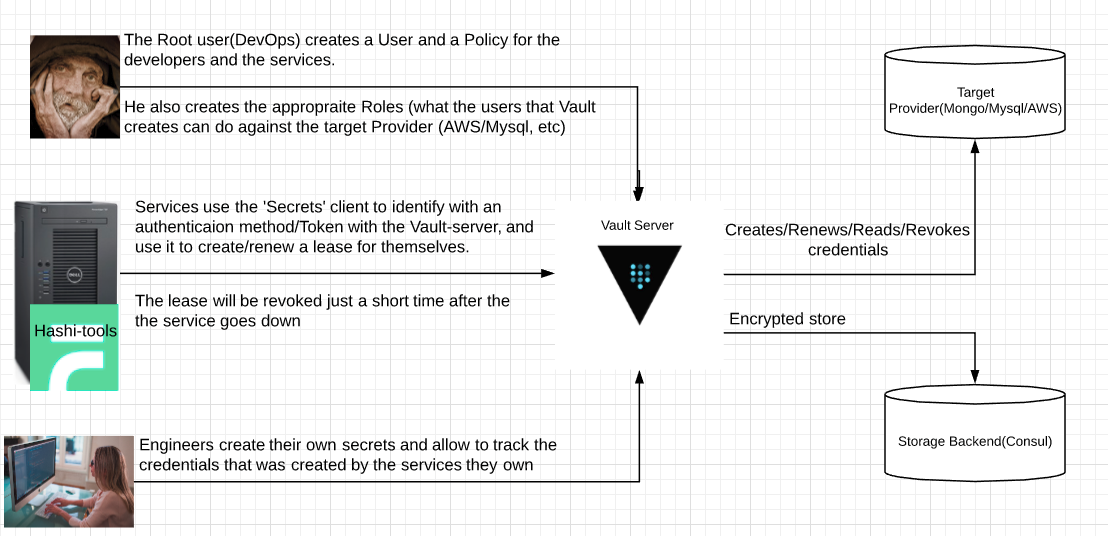 The Root user(DevOps) creates a User and a Policy for the
developers and the services.
He also creates the appropraite Roles (what the users that Vault
creates can do against the target Provider (AWS/Mysql, etc)
Target
Provider(Mongo/Mysql/AWS)
Services use the 'Secrets' client to identify with an
authenticaion method/Token with the Vault-server, and
use it to create/renew a lease for themselves.
The lease will be revoked just a short time after the
the service goes down
DELL
Hashi-tools
Vault Server
Creates/Renews/Reads/Revokes
credentials
Encrypted store
Storage Backend(Consul)
Engineers create their own secrets and allow to track the
credentials that was created by the services they own